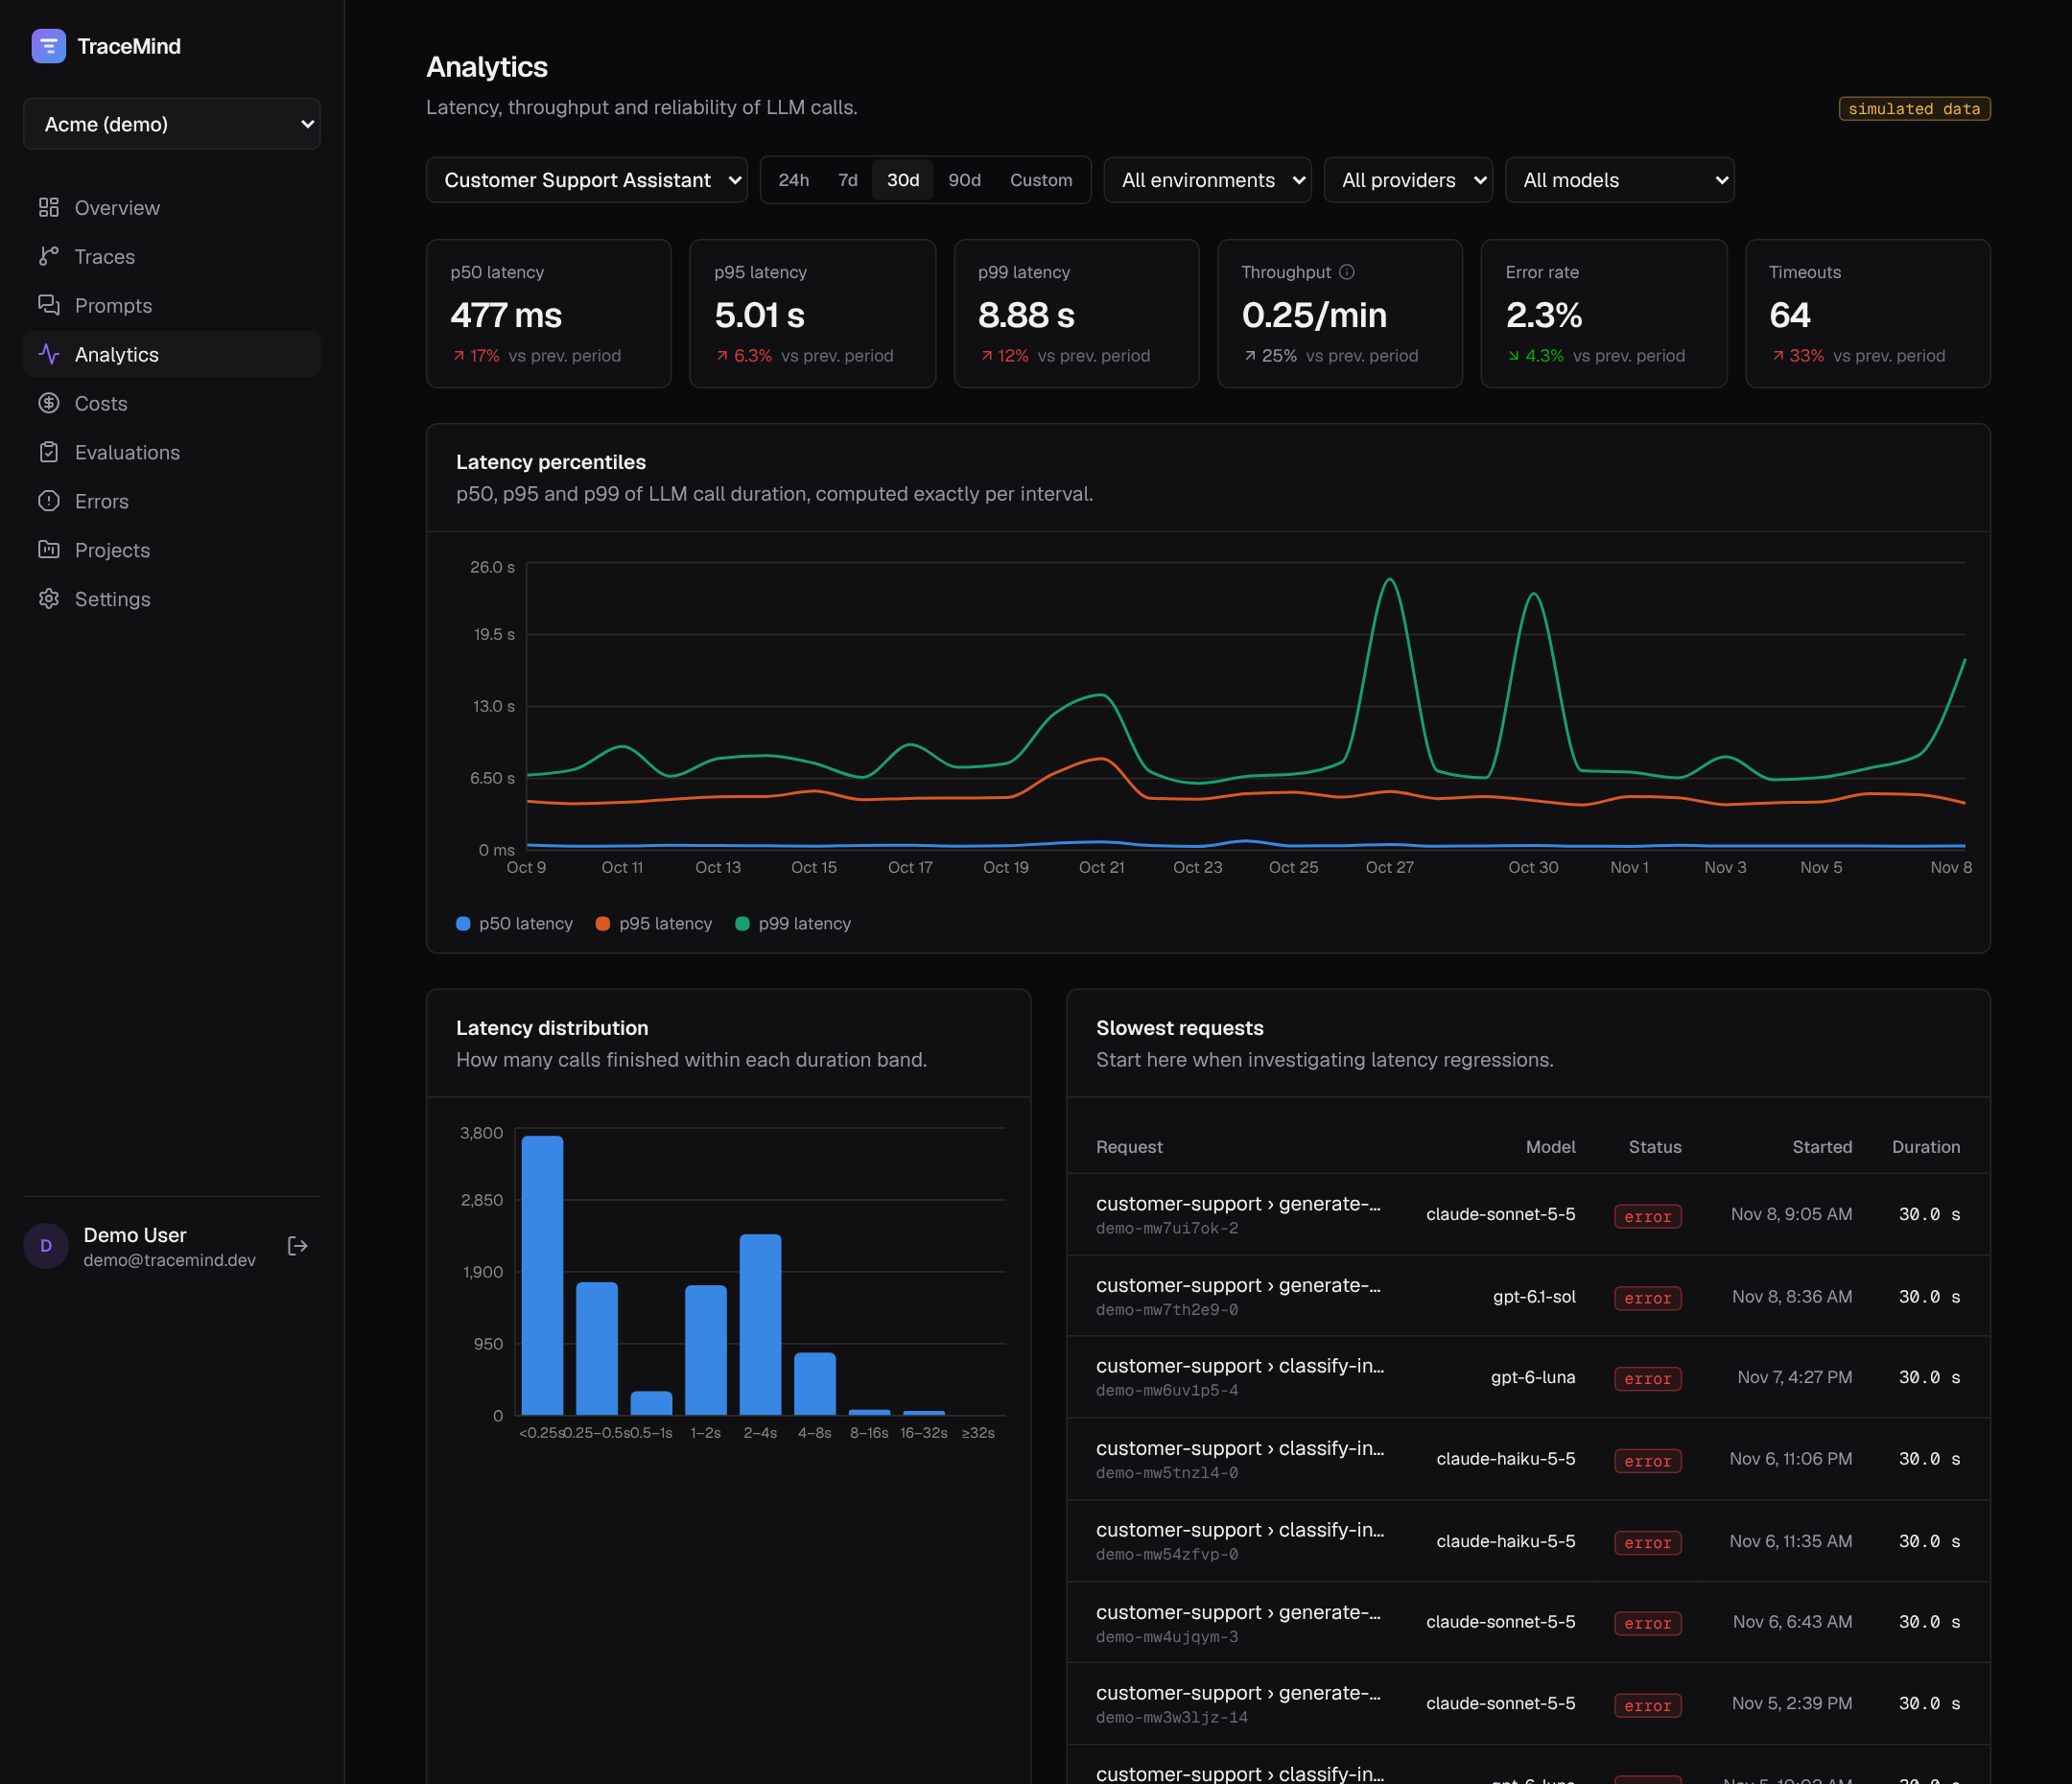 TraceMind
Acme (demo)
Overview
Traces
Prompts
Analytics
Costs
Evaluations
Errors
Projects
Settings
D
Demo User
demo@tracemind.dev
Analytics
Latency, throughput and reliability of LLM calls.
simulated data
Customer Support Assistant
24h 7d 30d 90d Custom
All environments
All providers
All models
p50 latency
477 ms
17% vs prev. period
p95 latency
5.01 s
6.3% vs prev. period
p99 latency
8.88 s
12% vs prev. period
Throughput
0.25/min
25% vs prev. period
Error rate
2.3%
4.3% vs prev. period
Timeouts
64
33% vs prev. period
Latency percentiles
p50, p95 and p99 of LLM call duration, computed exactly per interval.
26.0 s
19.5 s
13.0 s
6.50 s
0 ms
Oct 9 Oct 11 Oct 13 Oct 15 Oct 17 Oct 19 Oct 21 Oct 23 Oct 25 Oct 27 Oct 30 Nov 1 Nov 3 Nov 5 Nov 8
p50 latency p95 latency p99 latency
Latency distribution
How many calls finished within each duration band.
3,800
2,850
1,900
950
0
<0.25s 0.25–0.5s 0.5–1s 1–2s 2–4s 4–8s 8–16s 16–32s ≥32s
Slowest requests
Start here when investigating latency regressions.
Request Model Status Started Duration
customer-support › generate-… claude-sonnet-5-5 error Nov 8, 9:05 AM 30.0 s
demo-mw7ui7ok-2
customer-support › generate-… gpt-6.1-sol error Nov 8, 8:36 AM 30.0 s
demo-mw7th2e9-0
customer-support › classify-in… gpt-6-luna error Nov 7, 4:27 PM 30.0 s
demo-mw6uv1p5-4
customer-support › classify-in… claude-haiku-5-5 error Nov 6, 11:06 PM 30.0 s
demo-mw5tnzl4-0
customer-support › classify-in… claude-haiku-5-5 error Nov 6, 11:35 AM 30.0 s
demo-mw54zfvp-0
customer-support › generate-… claude-sonnet-5-5 error Nov 6, 6:43 AM 30.0 s
demo-mw4ujqym-3
customer-support › generate-… claude-sonnet-5-5 error Nov 5, 2:39 PM 30.0 s
demo-mw3w3ljz-14
customer-support › classify-in…